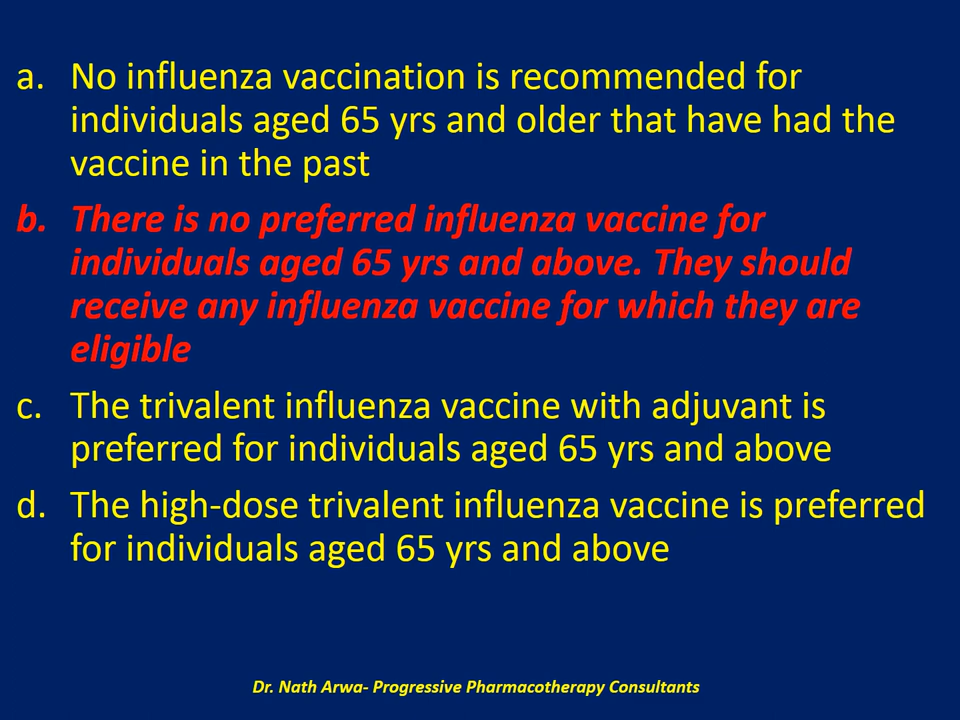 a. No influenza vaccination is recommended for
individuals aged 65 yrs and older that have had the
vaccine in the past
b. There is no preferred influenza vaccine for
individuals aged 65 yrs and above. They should
receive any influenza vaccine for which they are
eligible
c. The trivalent influenza vaccine with adjuvant is
preferred for individuals aged 65 yrs and above
d. The high-dose trivalent influenza vaccine is preferred
for individuals aged 65 yrs and above
Dr. Nath Arwa- Progressive Pharmacotherapy Consultants